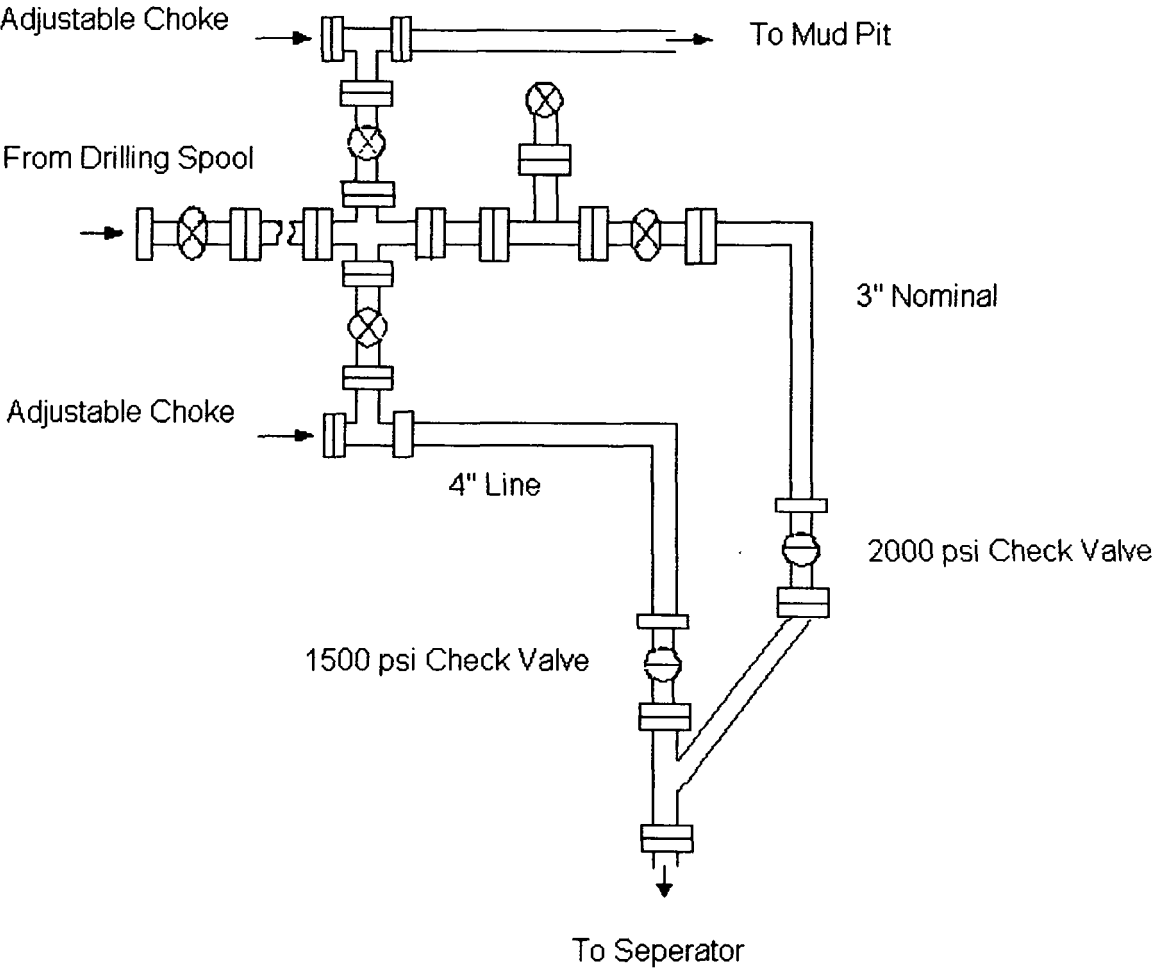 Adjustable Choke
To Mud Pit
From Drilling Spool
3" Nominal
Adjustable Choke
4" Line
2000 psi Check Valve
1500 psi Check Valve
To Seperator